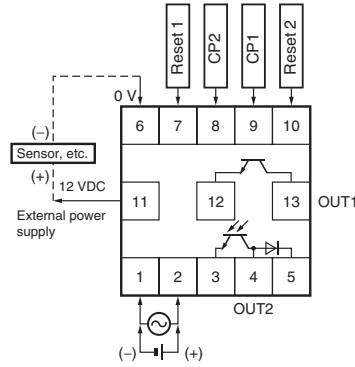 Reset 1
CP2
CP1
Reset 2
0 V
6 7 8 9 10
(–)
Sensor, etc.
(+)
12 VDC
External power
supply
11 12 13
OUT1
1 2 3 4 5
OUT2
(–) (+)